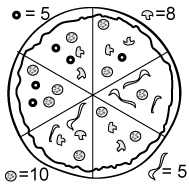 = 5
=8
=10
= 5